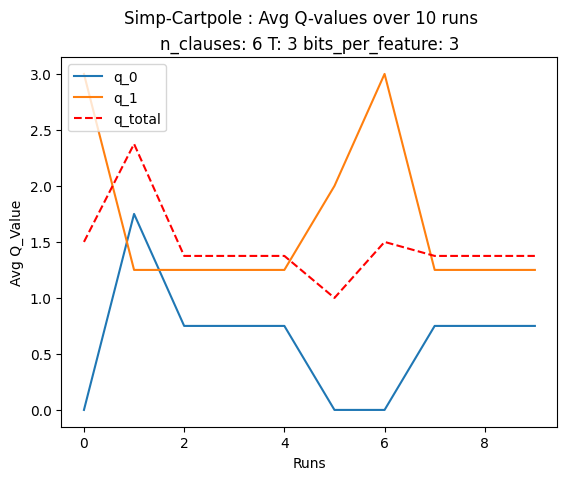 Simp-Cartpole : Avg Q-values over 10 runs
n_clauses: 6 T: 3 bits_per_feature: 3
q_0
q_1
q_total
Avg Q_Value
3.0
2.5
2.0
1.5
1.0
0.5
0.0
0 2 4 6 8
Runs